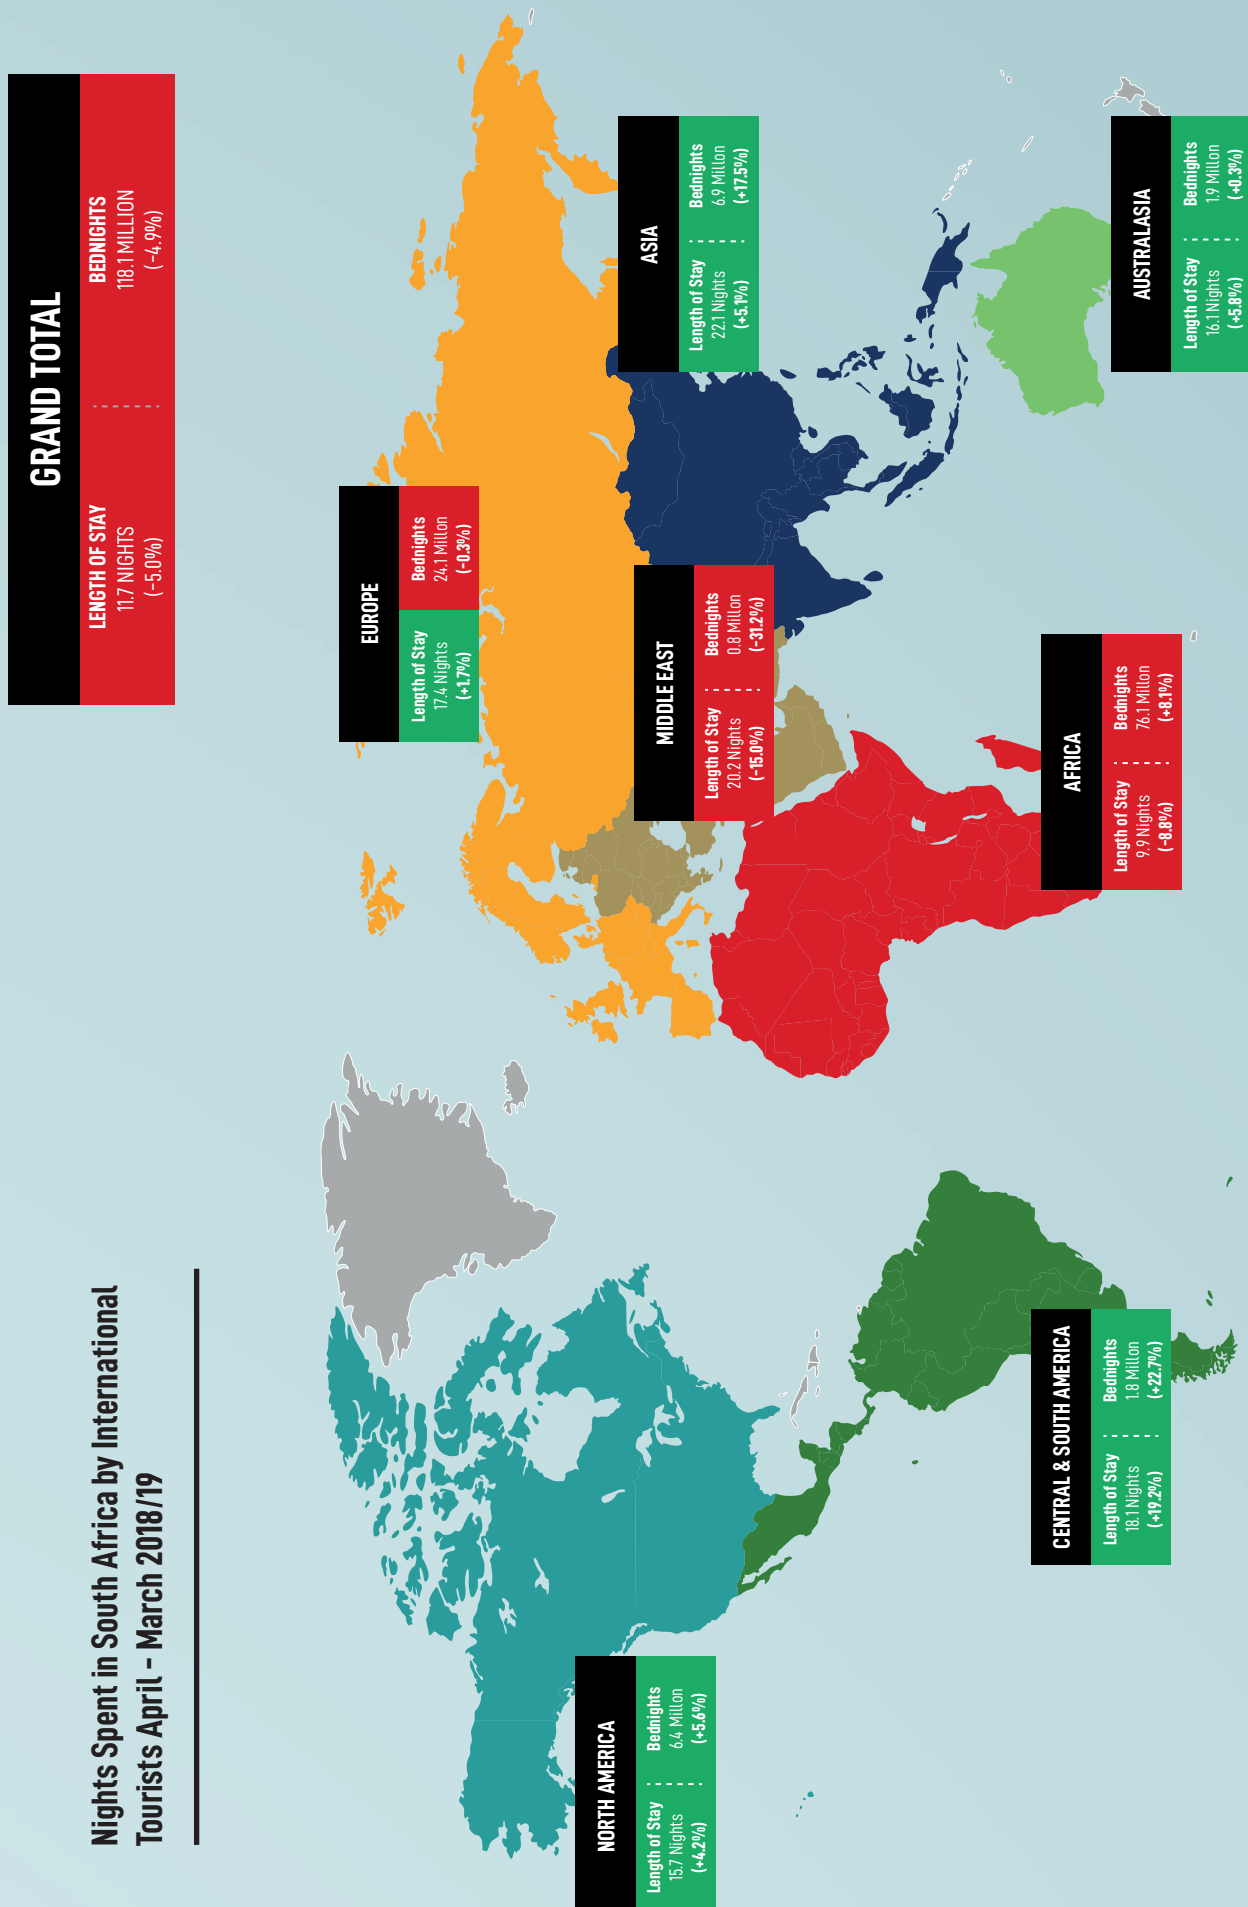 Nights Spent in South Africa by International
Tourists April - March 2018/19
GRAND TOTAL
LENGTH OF STAY
11.7 NIGHTS
(-5.0%)
BEDNIGHTS
118.1 MILLION
(-4.9%)
NORTH AMERICA
Length of Stay
15.7 Nights
(+4.2%)
Bednights
6.4 Millon
(+5.6%)
CENTRAL & SOUTH AMERICA
Length of Stay
18.1 Nights
(+19.2%)
Bednights
1.8 Millon
(+22.7%)
EUROPE
Length of Stay
17.4 Nights
(+1.7%)
Bednights
24.1 Millon
(-0.3%)
MIDDLE EAST
Length of Stay
20.2 Nights
(-15.0%)
Bednights
0.8 Millon
(-31.2%)
AFRICA
Length of Stay
9.9 Nights
(-8.8%)
Bednights
76.1 Millon
(+8.1%)
ASIA
Length of Stay
22.1 Nights
(+5.1%)
Bednights
6.9 Millon
(+17.5%)
AUSTRALASIA
Length of Stay
16.1 Nights
(+5.8%)
Bednights
1.9 Millon
(+0.3%)